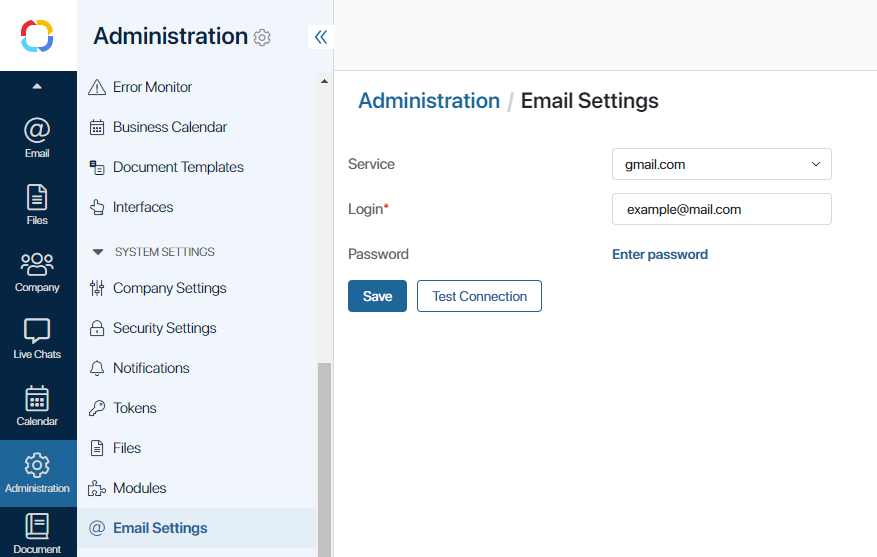 Email
Files
Company
Live Chats
Calendar
Administration
Document
Administration
Error Monitor
Business Calendar
Document Templates
Interfaces
SYSTEM SETTINGS
Company Settings
Security Settings
Notifications
Tokens
Files
Modules
Email Settings
Administration / Email Settings
Service
gmail.com
Login*
example@mail.com
Password
Enter password
Save
Test Connection